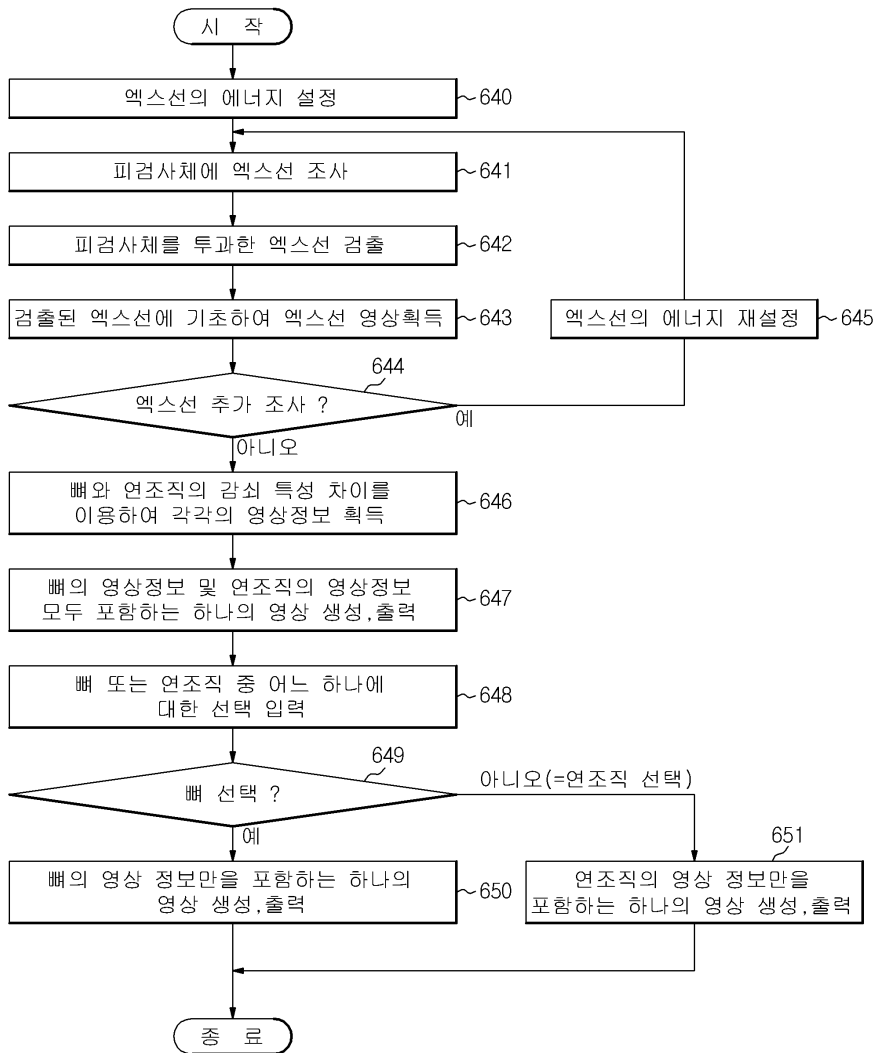 시 작
엑스선의 에너지 설정
640
피검사체에 엑스선 조사
641
피검사체를 투과한 엑스선 검출
642
검출된 엑스선에 기초하여 엑스선 영상획득
643
엑스선의 에너지 재설정
645
644
엑스선 추가 조사 ?
예
아니오
뼈와 연조직의 감쇠 특성 차이를
이용하여 각각의 영상정보 획득
646
뼈의 영상정보 및 연조직의 영상정보
모두 포함하는 하나의 영상 생성,출력
647
뼈 또는 연조직 중 어느 하나에
대한 선택 입력
648
649
뼈 선택 ?
아니오(=연조직 선택)
예
뼈의 영상 정보만을 포함하는 하나의
영상 생성,출력
650
651
연조직의 영상 정보만을
포함하는 하나의 영상 생성,출력
종 료